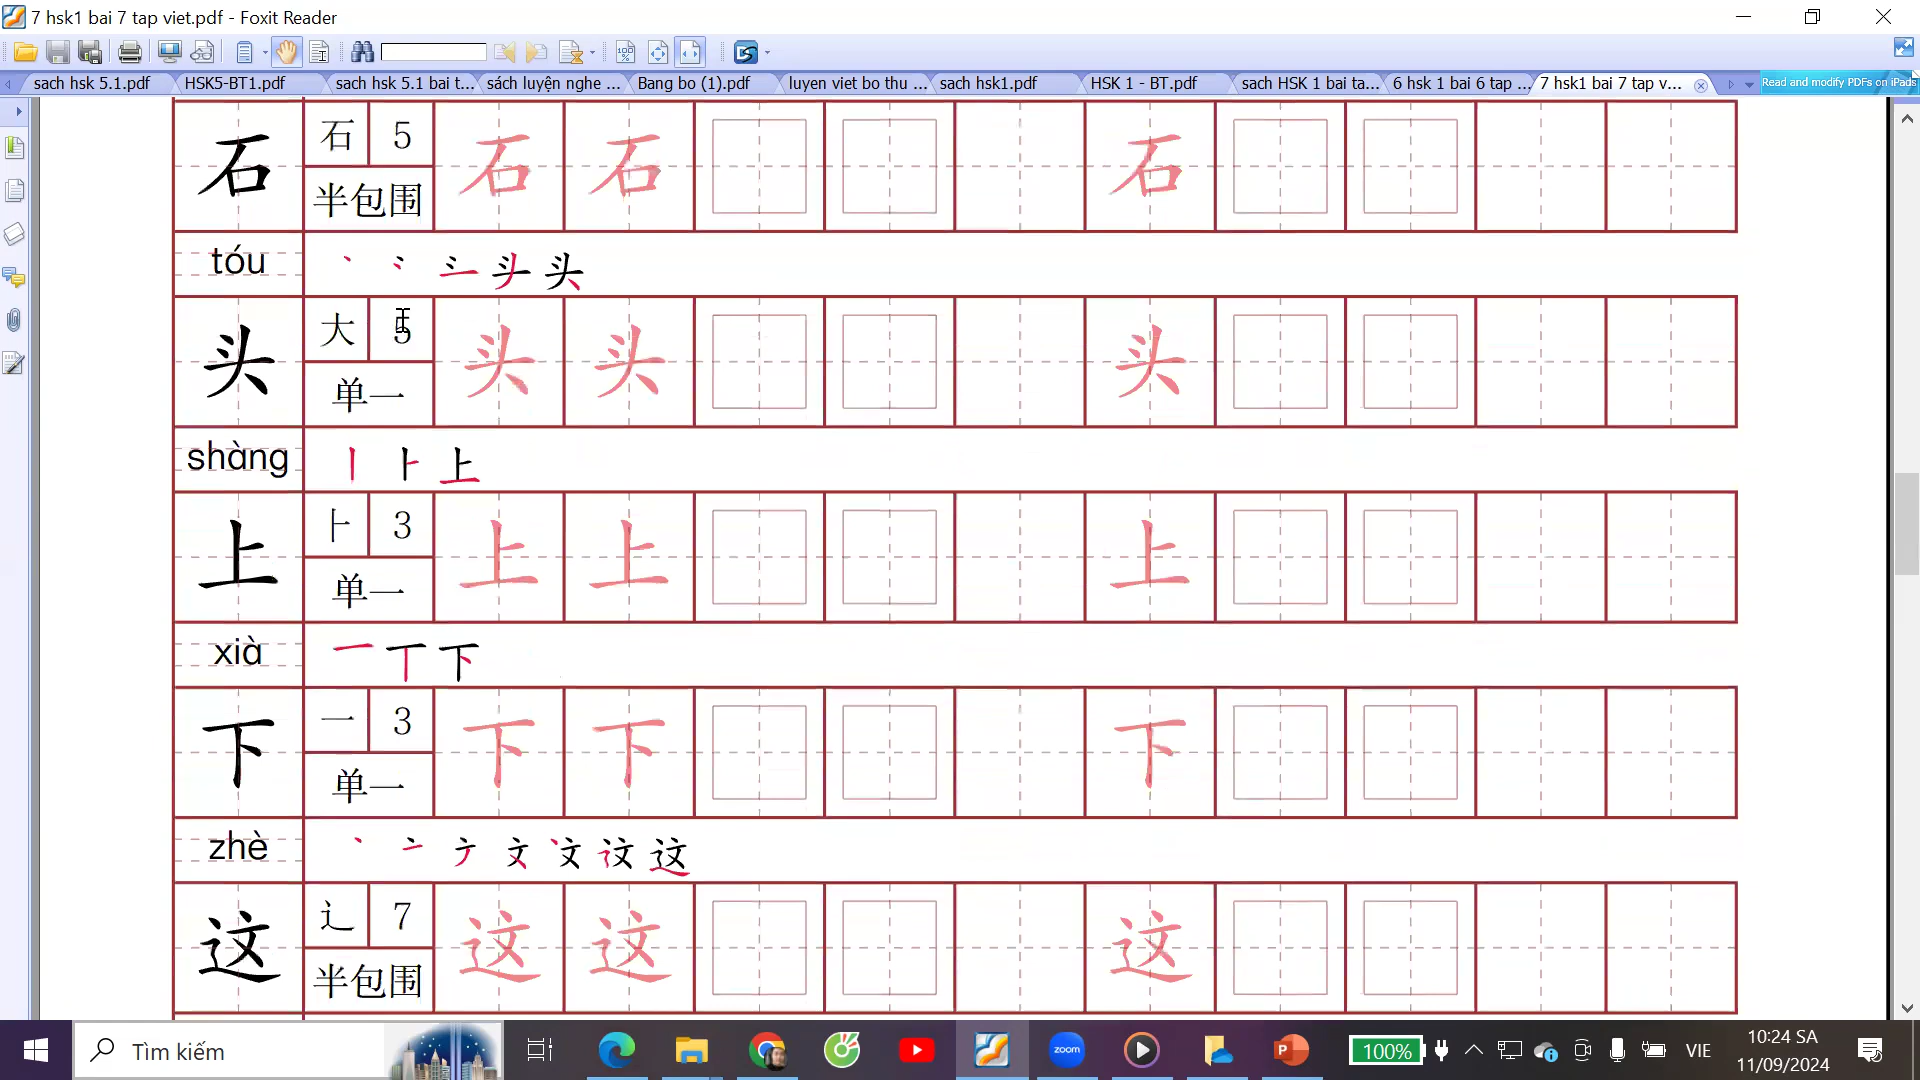 7 hsk1 bai 7 tap viet.pdf - Foxit Reader
sach hsk 5.1.pdf HSK5-BT1.pdf sach hsk 5.1 bai t... sách luyện nghe ... Bang bo (1).pdf luyen viet bo thu ... sach hsk1.pdf HSK 1 - BT.pdf sach HSK 1 bai ta... 6 hsk 1 bai 6 tap ... 7 hsk1 bai 7 tap v... Read and modify PDFs on iPads
石 5
石 石 石 石
半包围
tóu 头
大 5
头 头 头 头
单一
shàng 丨 ⺊ 上
⺊ 3
上 上 上 上
单一
xià 一 丅 下
一 3
下 下 下 下
单一
zhè 丶 亠 文 这
辶 7
这 这 这 这
半包围
Tìm kiếm zoom P 100% VIE 10:24 SA
11/09/2024